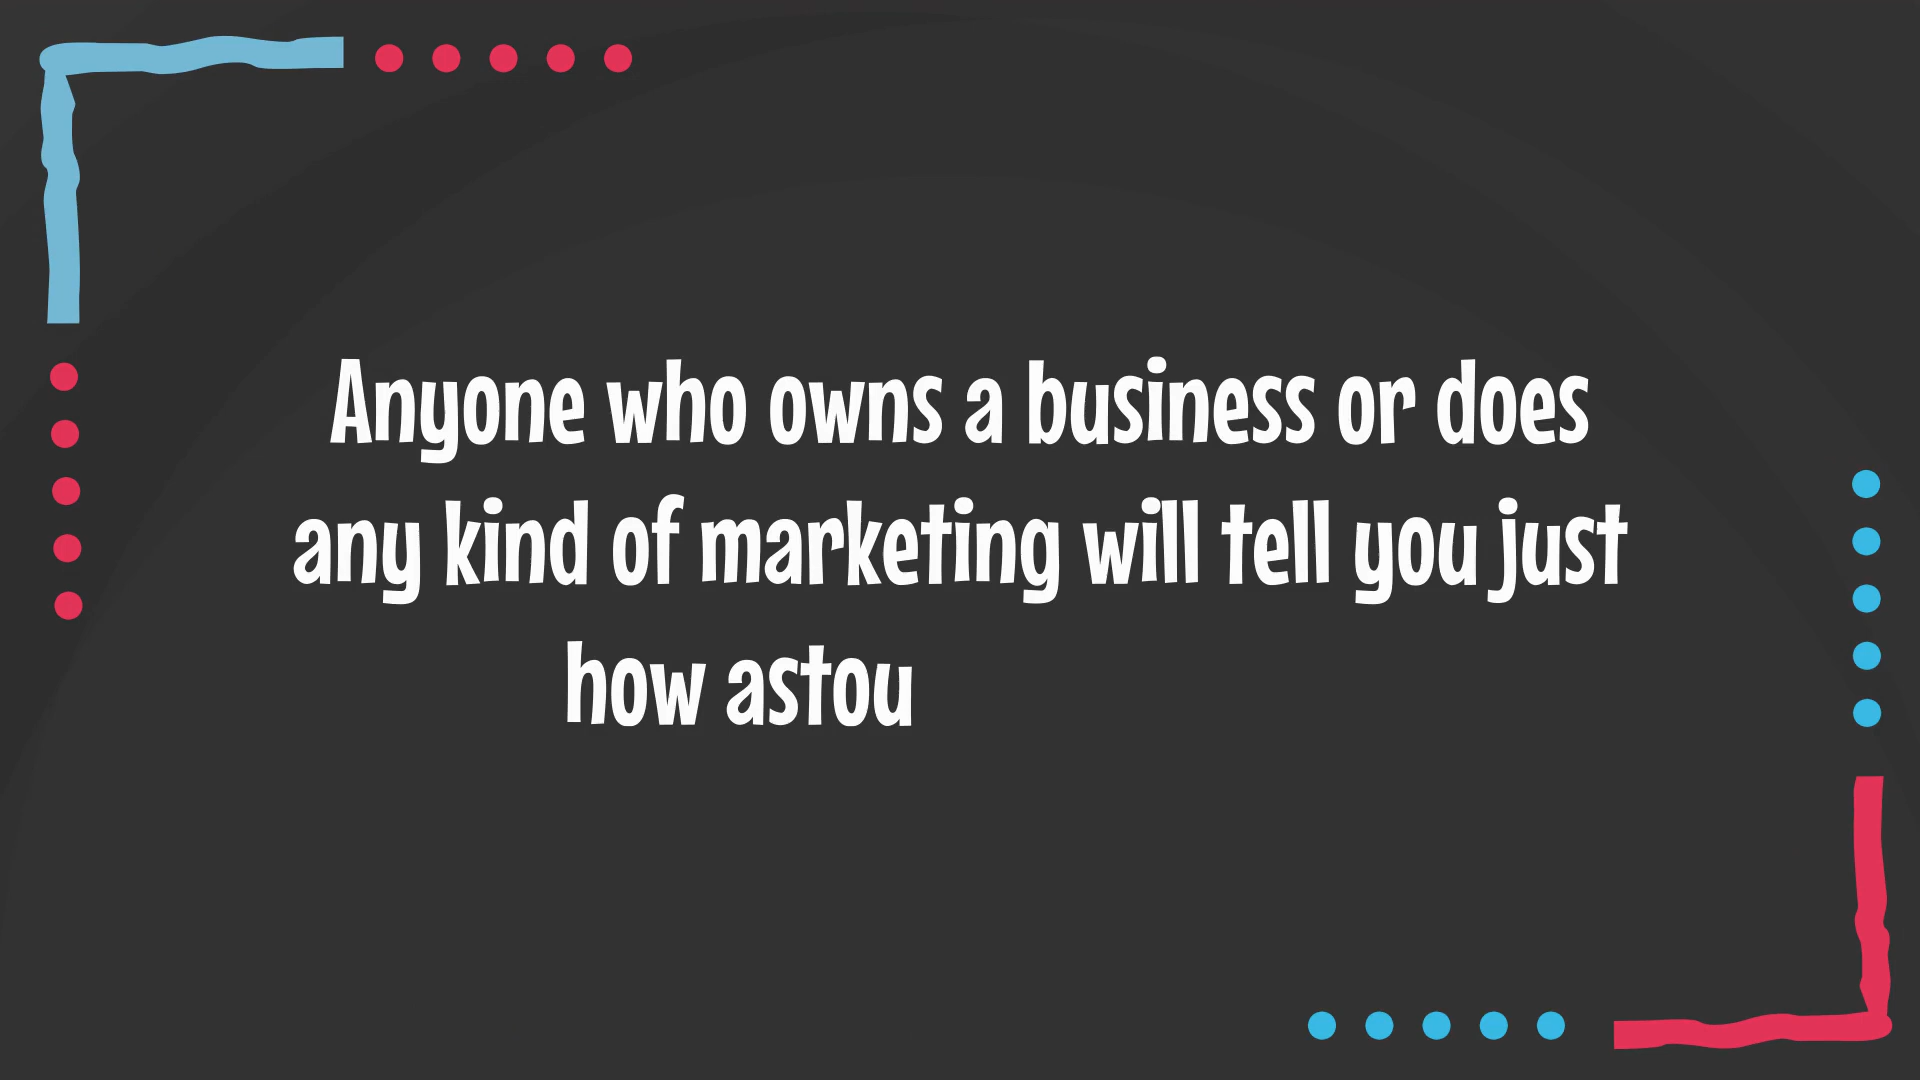 Anyone who owns a business or does
any kind of marketing will tell you just
how astou